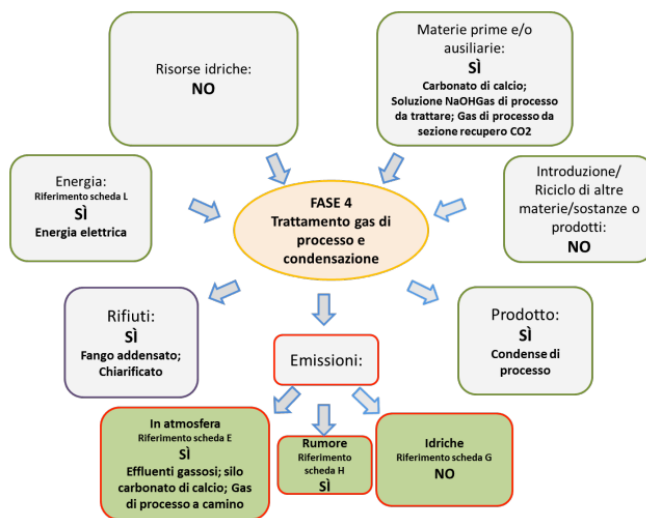 Risorse idriche:
NO
Materie prime e/o
ausiliarie:
SÌ
Carbonato di calcio;
Soluzione NaOHGas di processo
da trattare; Gas di processo da
sezione recupero CO2
Energia:
Riferimento scheda L
SÌ
Energia elettrica
FASE 4
Trattamento gas di
processo e
condensazione
Introduzione/
Riciclo di altre
materie/sostanze o
prodotti:
NO
Rifiuti:
SÌ
Fango addensato;
Chiarificato
Emissioni:
Prodotto:
SÌ
Condense di
processo
In atmosfera
Riferimento scheda E
SÌ
Effluenti gassosi; silo
carbonato di calcio; Gas
di processo a camino
Rumore
Riferimento
scheda H
SÌ
Idriche
Riferimento scheda G
NO